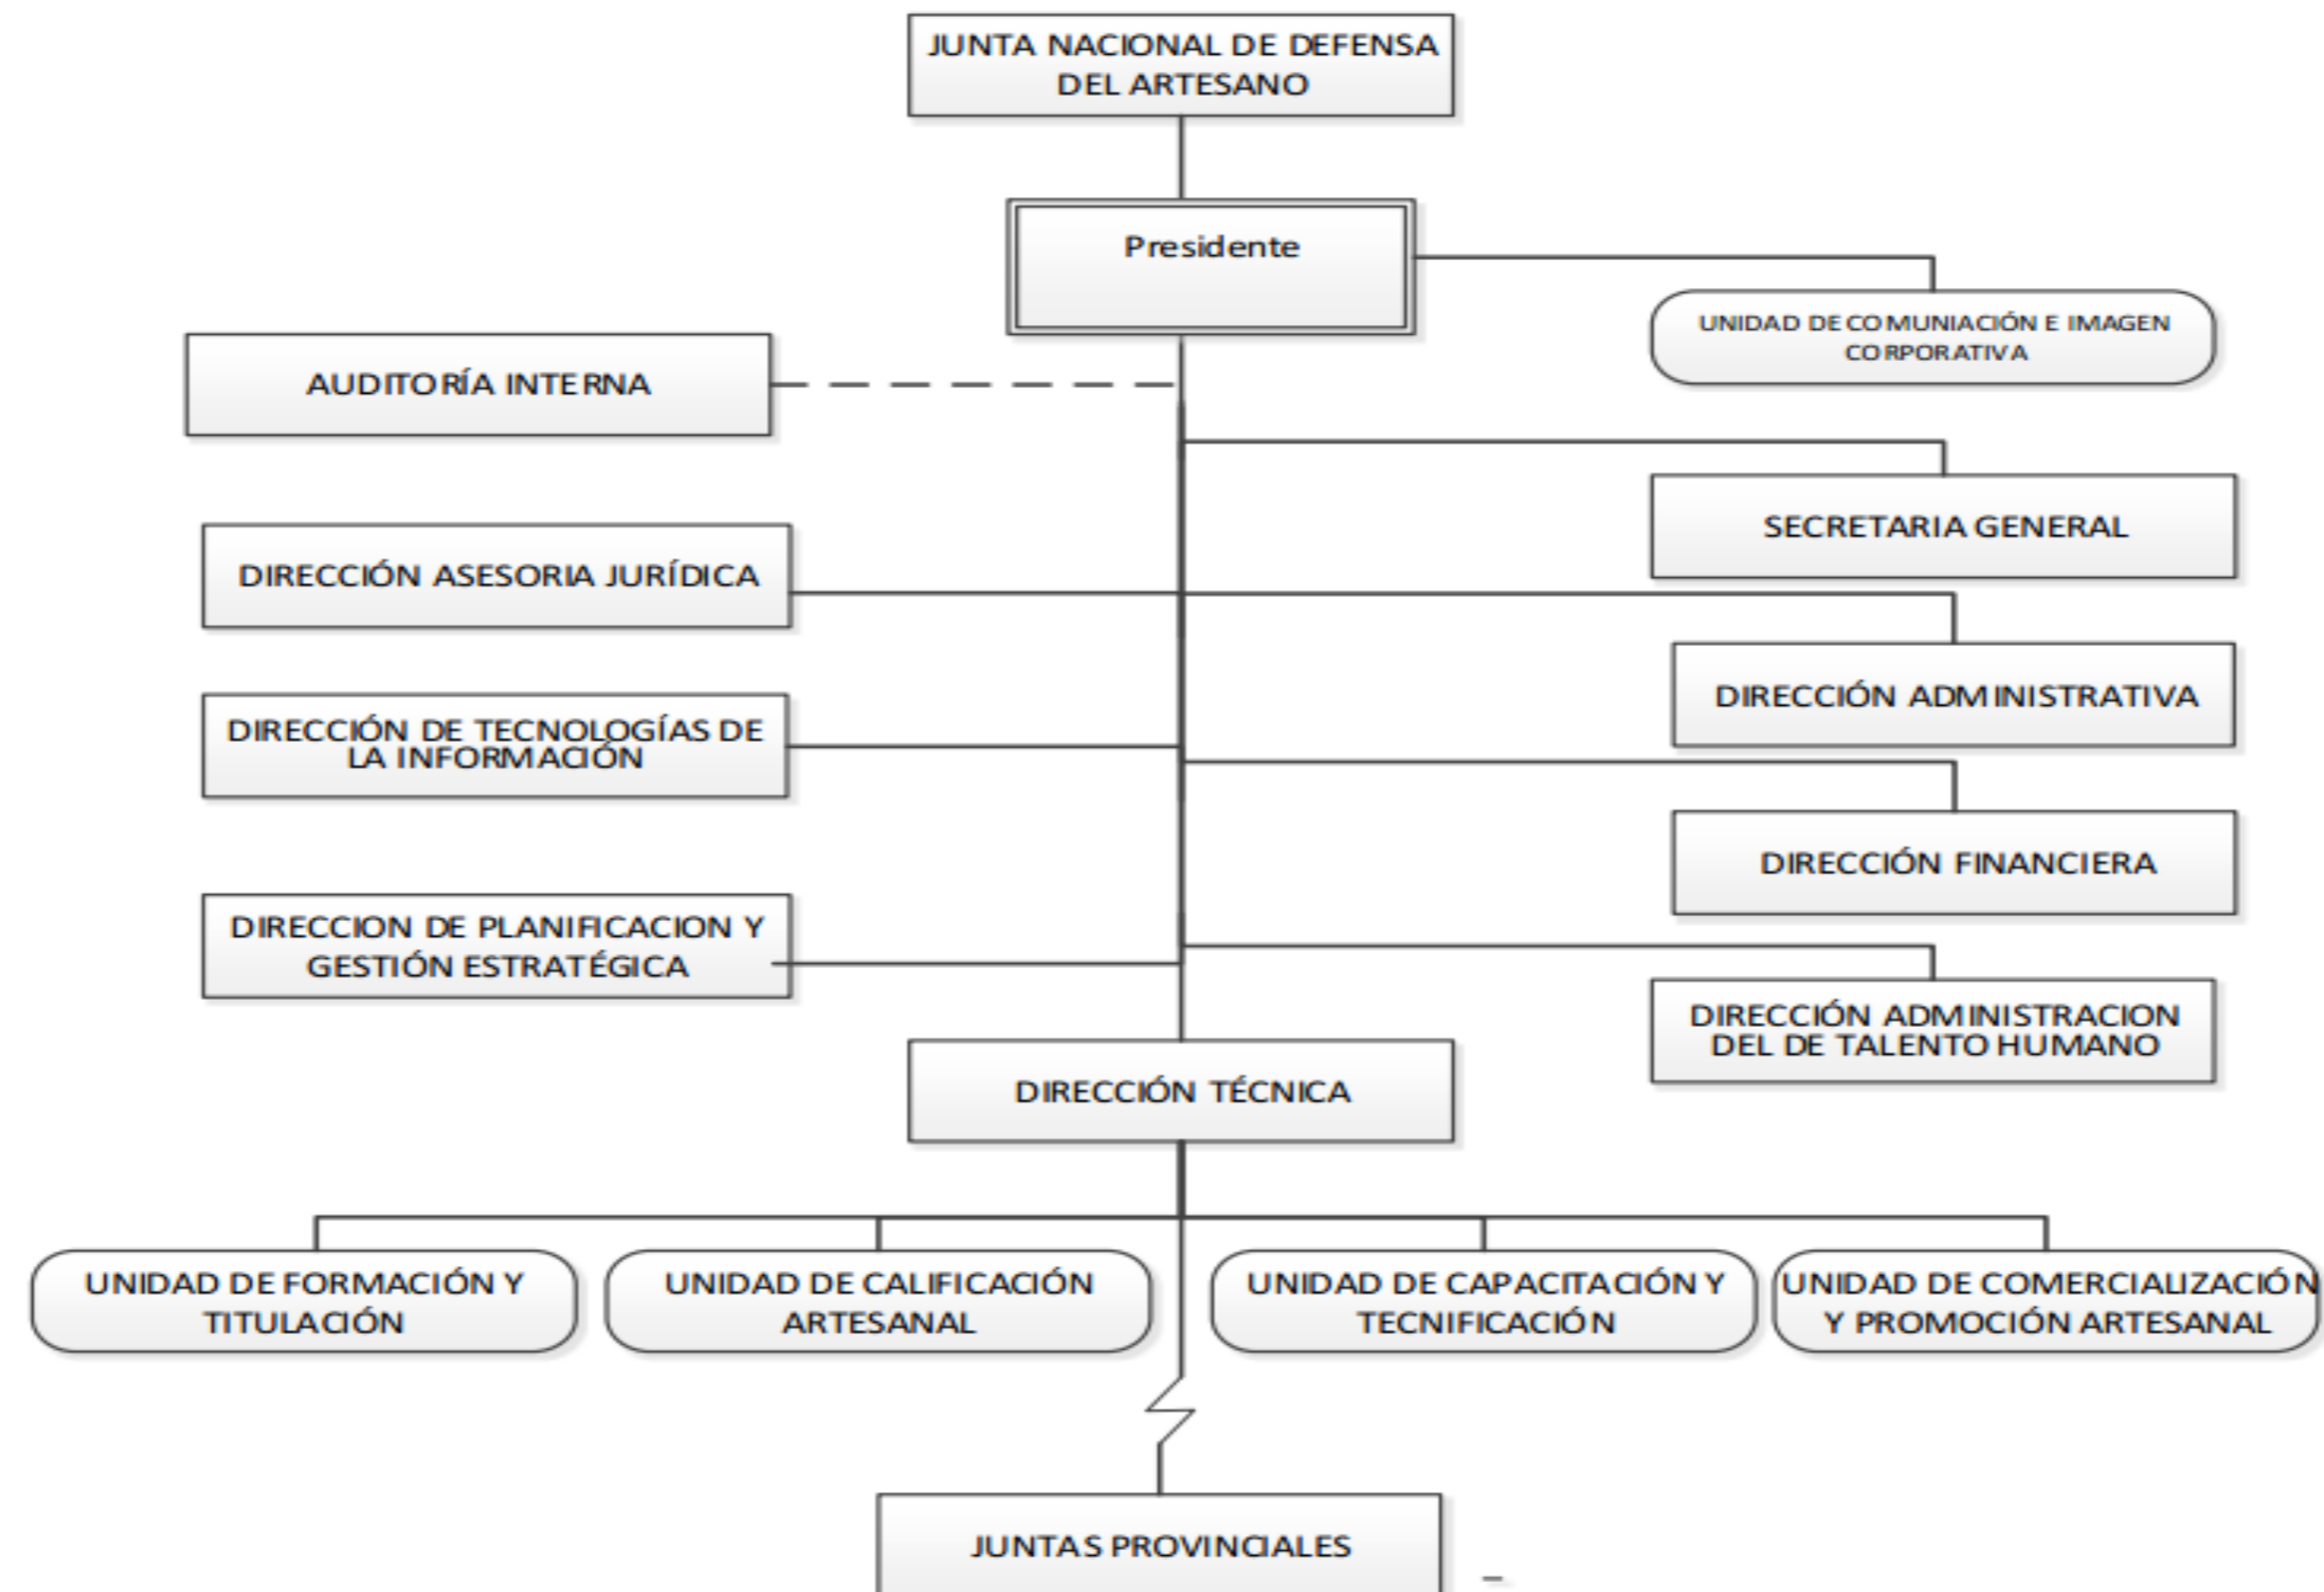 JUNTA NACIONAL DE DEFENSA
DEL ARTESANO
Presidente
UNIDAD DE COMUNIACIÓN E IMAGEN
CORPORATIVA
AUDITORÍA INTERNA
SECRETARIA GENERAL
DIRECCIÓN ASESORIA JURÍDICA
DIRECCIÓN ADMINISTRATIVA
DIRECCIÓN DE TECNOLOGÍAS DE
LA INFORMACIÓN
DIRECCIÓN FINANCIERA
DIRECCION DE PLANIFICACION Y
GESTIÓN ESTRATÉGICA
DIRECCIÓN ADMINISTRACION
DEL DE TALENTO HUMANO
DIRECCIÓN TÉCNICA
UNIDAD DE FORMACIÓN Y
TITULACIÓN
UNIDAD DE CALIFICACIÓN
ARTESANAL
UNIDAD DE CAPACITACIÓN Y
TECNIFICACIÓN
UNIDAD DE COMERCIALIZACIÓN
Y PROMOCIÓN ARTESANAL
JUNTAS PROVINCIALES